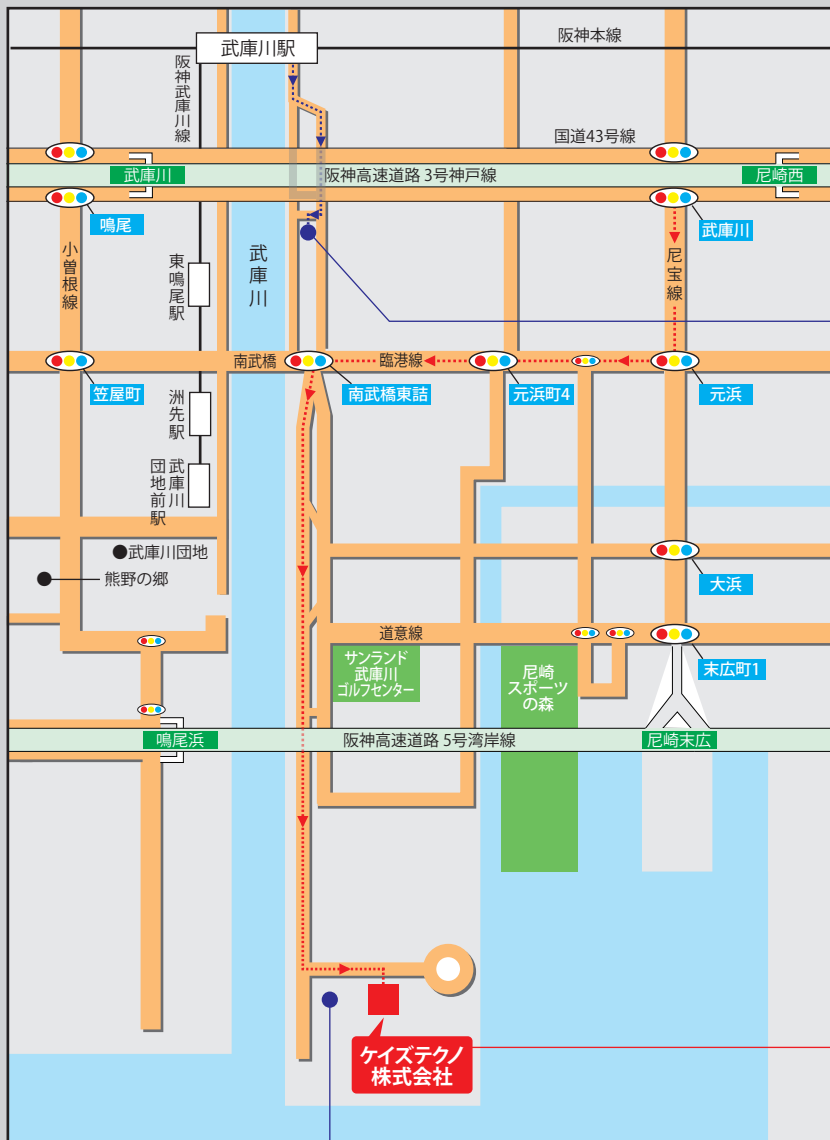 阪神本線
武庫川駅
阪神武庫川線
国道43号線
武庫川
阪神高速道路 3号神戸線
尼崎西
鳴尾
武庫川
小曽根線
東鳴尾駅
武庫川
尼宝線
南武橋
臨港線
笠屋町
南武橋東詰
元浜町4
元浜
洲先駅
武庫川
団地前駅
武庫川団地
熊野の郷
大浜
道意線
サンランド
武庫川
ゴルフセンター
尼崎
スポーツ
の森
末広町1
鳴尾浜
阪神高速道路 5号湾岸線
尼崎末広
ケイズテクノ
株式会社